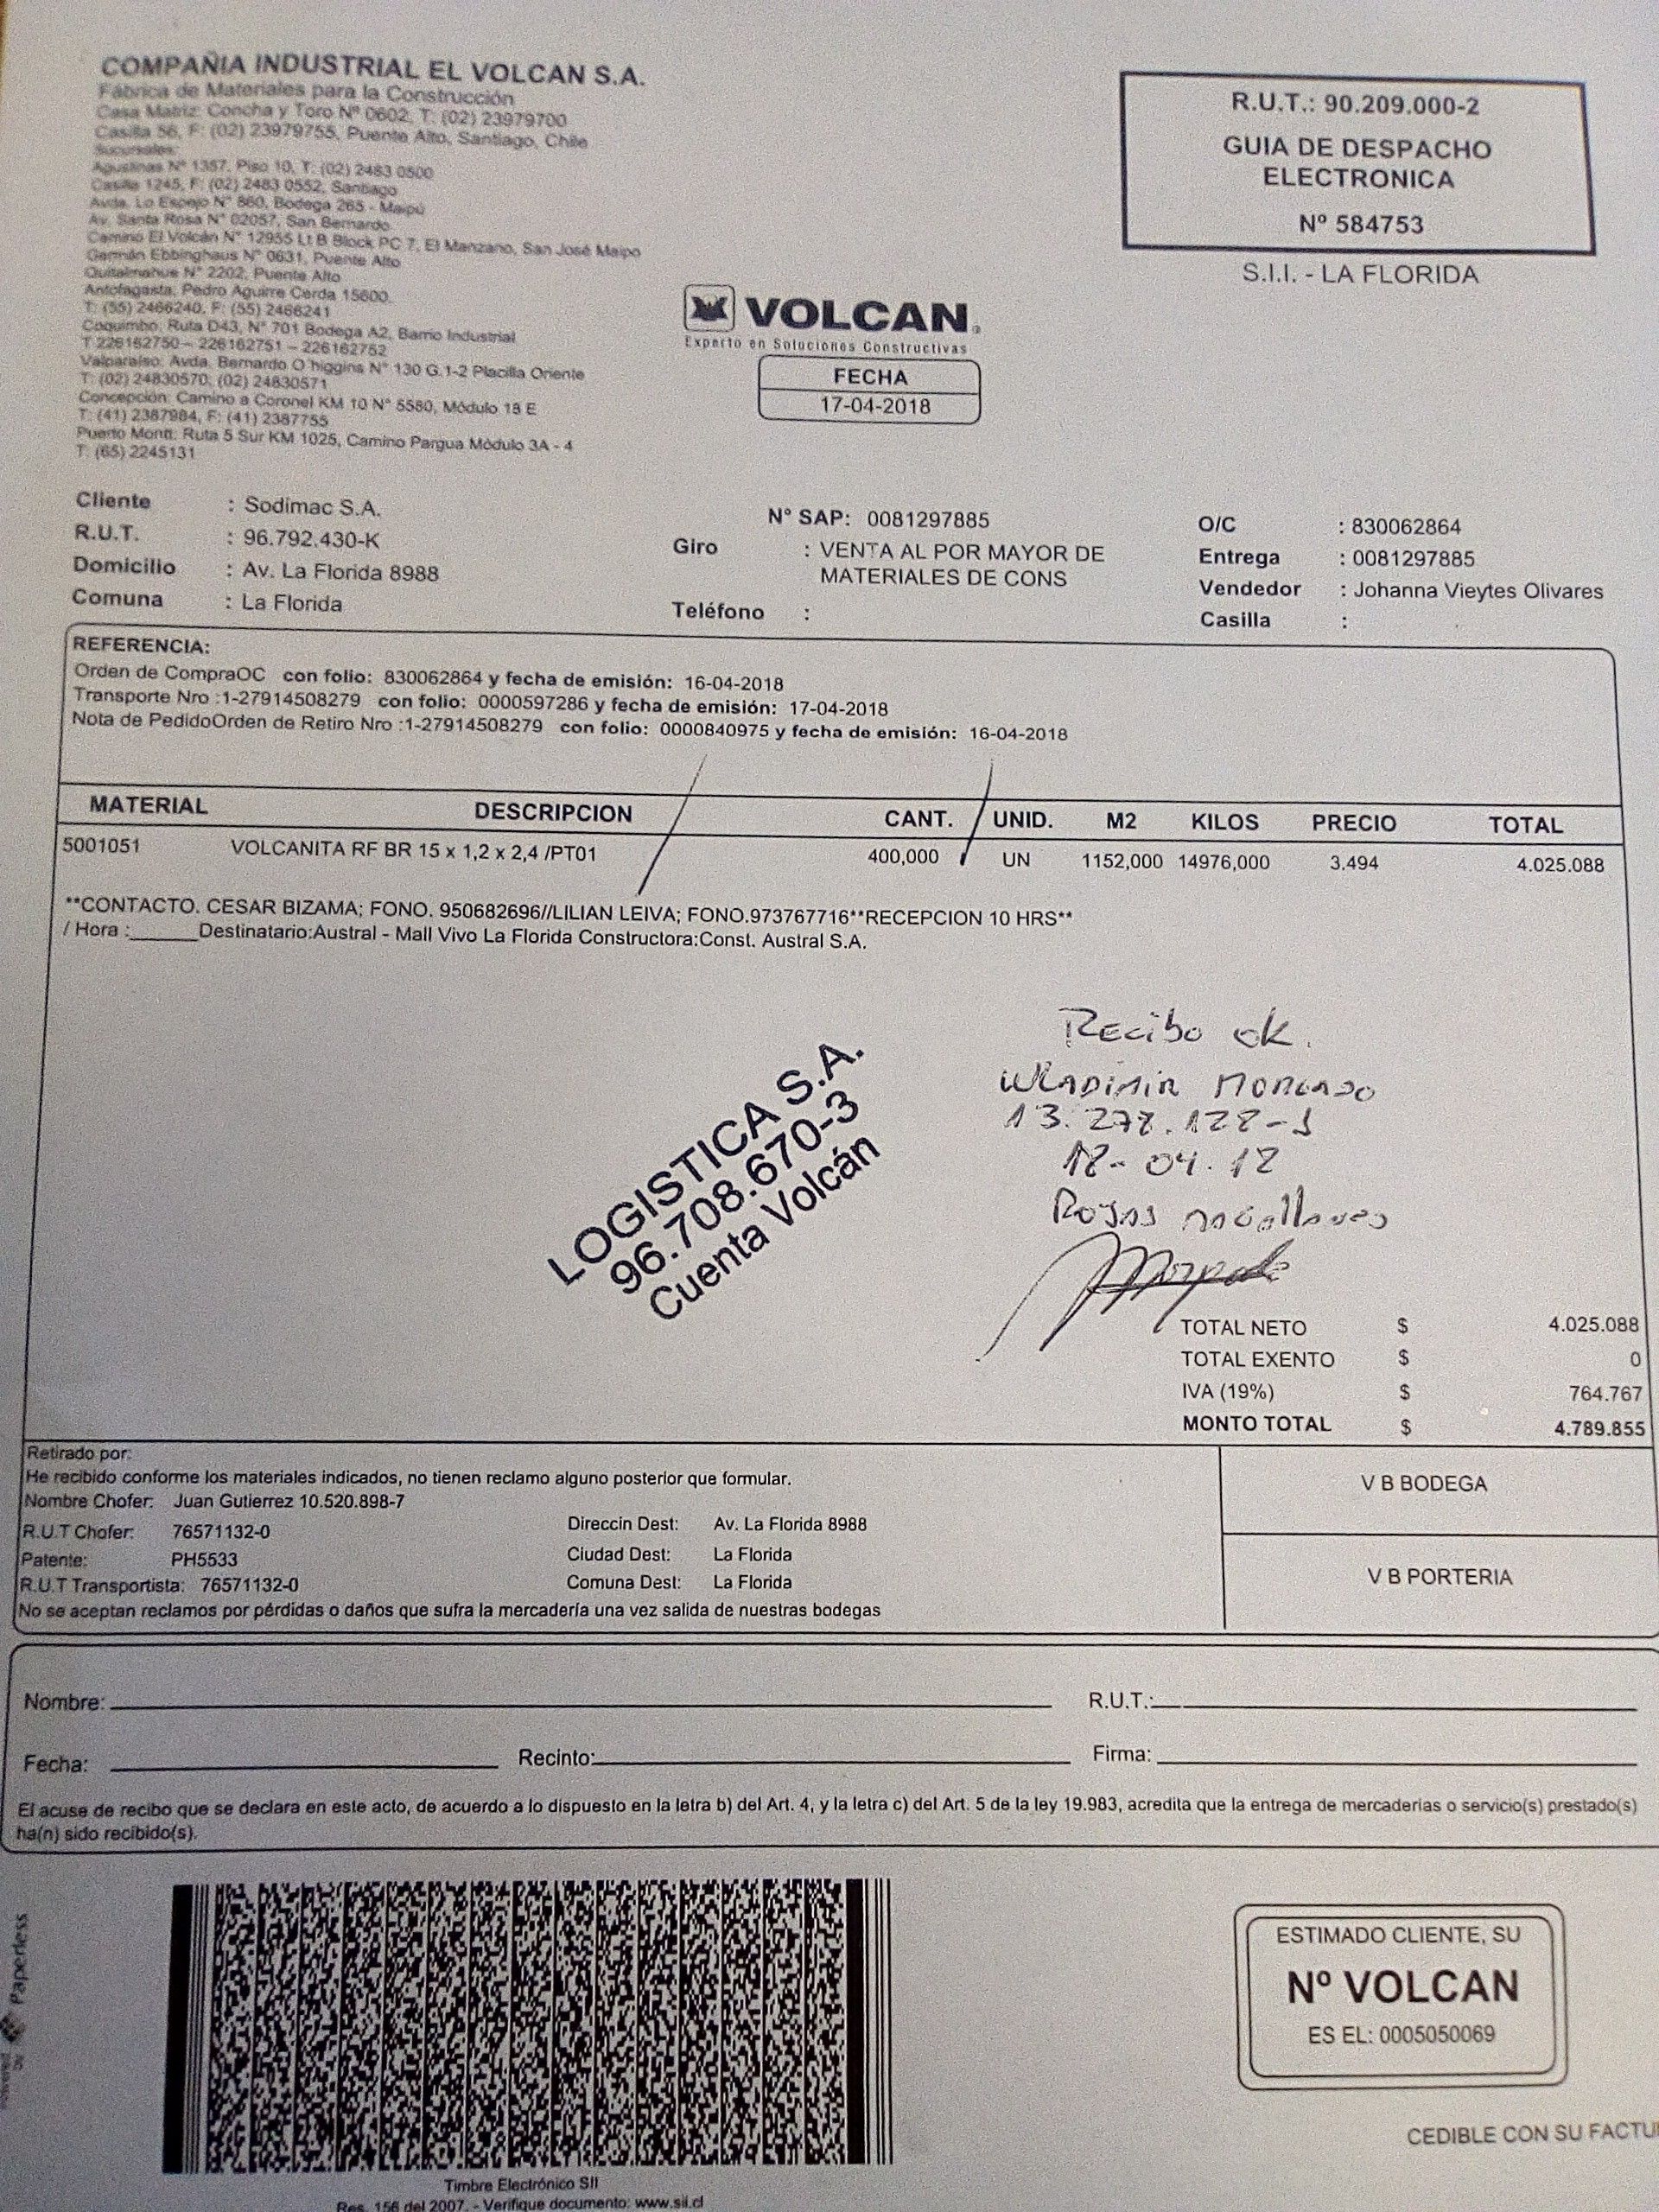 COMPAÑIA INDUSTRIAL EL VOLCAN S.A.
Fábrica de Materiales para la Construcción
Casa Matriz: Concha y Toro Nº 0602, T: (02) 23979700
Casilla 56, F: (02) 23979755, Puente Alto, Santiago, Chile
Sucursales:
Agustinas Nº 1357, Piso 10, T: (02) 2483 0500
Casilla 1245, F: (02) 2483 0552, Santiago
Avda. Lo Espejo N° 860, Bodega 265 - Maipú
Av. Santa Rosa N° 02057, San Bernardo
Camino El Volcán N° 12955 Lt B Block PC 7, El Manzano, San José Maipo
Germán Ebbinghaus N° 0631, Puente Alto
Quitalmahue N° 2202, Puente Alto
Antofagasta: Pedro Aguirre Cerda 15600
T: (55) 2466240, F: (55) 2466241
Coquimbo: Ruta D43, N° 701 Bodega A2, Barrio Industrial
T 226162750 – 226162751 – 226162752
Valparaíso: Avda. Bernardo O'higgins N° 130 G.1-2 Placilla Oriente
T: (02) 24830570; (02) 24830571
Concepción: Camino a Coronel KM 10 N° 5580, Módulo 18 E
T: (41) 2387984, F: (41) 2387755
Puerto Montt: Ruta 5 Sur KM 1025, Camino Pargua Módulo 3A - 4
T: (65) 2245131
R.U.T.: 90.209.000-2
GUIA DE DESPACHO
ELECTRONICA
Nº 584753
S.I.I. - LA FLORIDA
VOLCAN
Experto en Soluciones Constructivas
FECHA
17-04-2018
Cliente : Sodimac S.A.
R.U.T. : 96.792.430-K
Domicilio : Av. La Florida 8988
Comuna : La Florida
N° SAP: 0081297885
Giro : VENTA AL POR MAYOR DE
MATERIALES DE CONS
Teléfono :
O/C : 830062864
Entrega : 0081297885
Vendedor : Johanna Vieytes Olivares
Casilla :
REFERENCIA:
Orden de CompraOC con folio: 830062864 y fecha de emisión: 16-04-2018
Transporte Nro :1-27914508279 con folio: 0000597286 y fecha de emisión: 17-04-2018
Nota de PedidoOrden de Retiro Nro :1-27914508279 con folio: 0000840975 y fecha de emisión: 16-04-2018
MATERIAL DESCRIPCION CANT. UNID. M2 KILOS PRECIO TOTAL
5001051 VOLCANITA RF BR 15 x 1,2 x 2,4 /PT01 400,000 UN 1152,000 14976,000 3.494 4.025.088
**CONTACTO. CESAR BIZAMA; FONO. 950682696//LILIAN LEIVA; FONO.973767716**RECEPCION 10 HRS**
/ Hora :______Destinatario:Austral - Mall Vivo La Florida Constructora:Const. Austral S.A.
Recibo ok.
Wladimir Moncado
LOGISTICA S.A.
96.708.670-3
Cuenta Volcán
TOTAL NETO $ 4.025.088
TOTAL EXENTO $ 0
IVA (19%) $ 764.767
MONTO TOTAL $ 4.789.855
Retirado por:
He recibido conforme los materiales indicados, no tienen reclamo alguno posterior que formular.
Nombre Chofer: Juan Gutierrez 10.520.898-7
R.U.T Chofer: 76571132-0
Patente: PH5533
R.U.T Transportista: 76571132-0
Direccin Dest: Av. La Florida 8988
Ciudad Dest: La Florida
Comuna Dest: La Florida
No se aceptan reclamos por pérdidas o daños que sufra la mercadería una vez salida de nuestras bodegas
V B BODEGA
V B PORTERIA
Nombre: R.U.T.:
Fecha: Recinto: Firma:
El acuse de recibo que se declara en este acto, de acuerdo a lo dispuesto en la letra b) del Art. 4, y la letra c) del Art. 5 de la ley 19.983, acredita que la entrega de mercaderías o servicio(s) prestado(s)
ha(n) sido recibido(s).
Paperless
Timbre Electrónico SII
Res. 156 del 2007. - Verifique documento: www.sii.cl
ESTIMADO CLIENTE, SU
Nº VOLCAN
ES EL: 0005050069
CEDIBLE CON SU FACTU